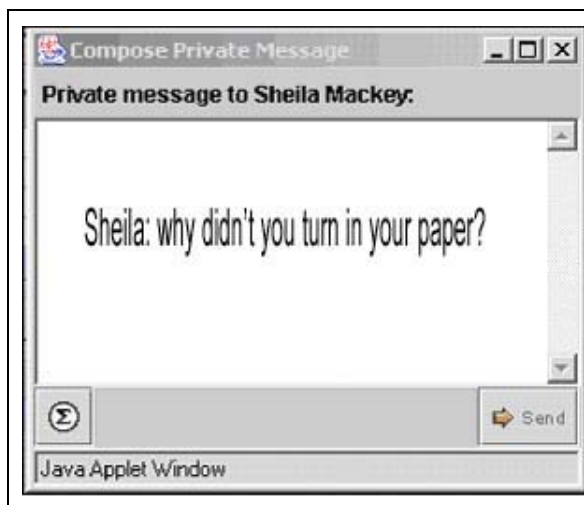 Compose Private Message
Private message to Sheila Mackey:
Sheila: why didn't you turn in your paper?
Σ
Send
Java Applet Window